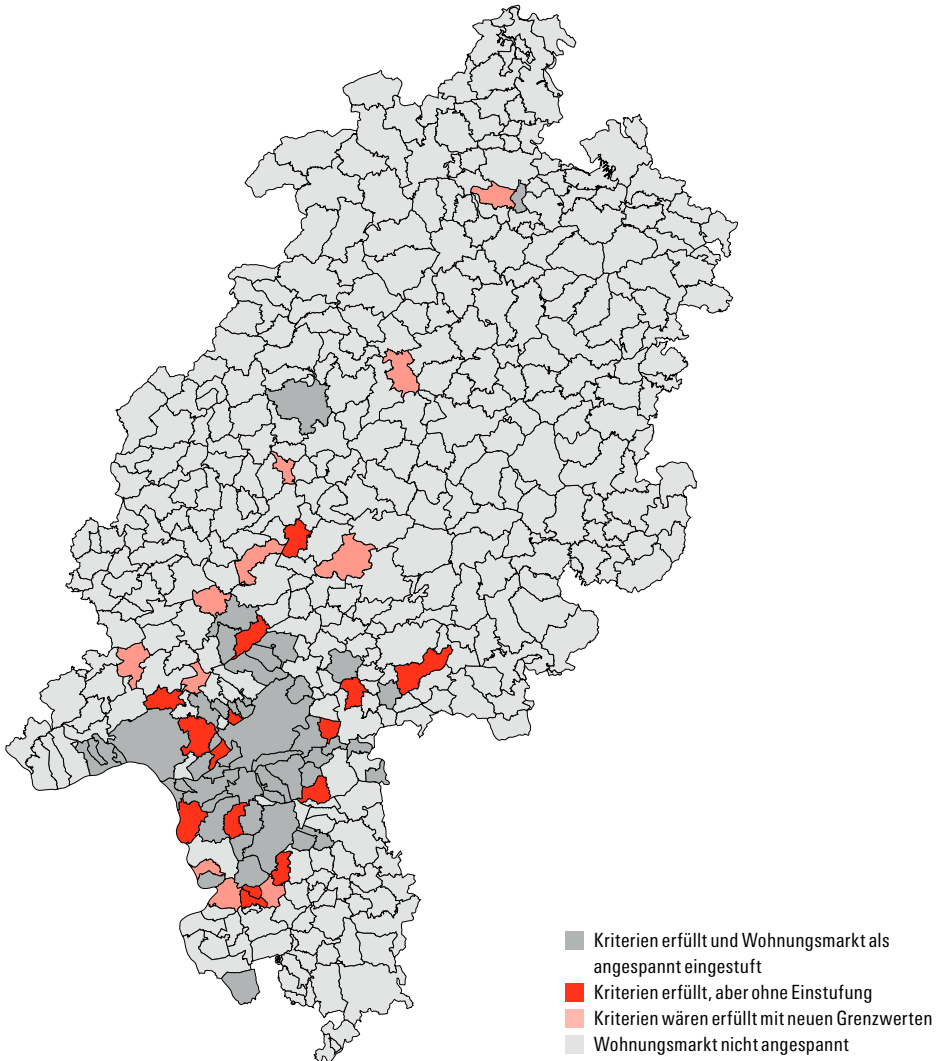 Kriterien erfüllt und Wohnungsmarkt als
angespannt eingestuft
Kriterien erfüllt, aber ohne Einstufung
Kriterien wären erfüllt mit neuen Grenzwerten
Wohnungsmarkt nicht angespannt